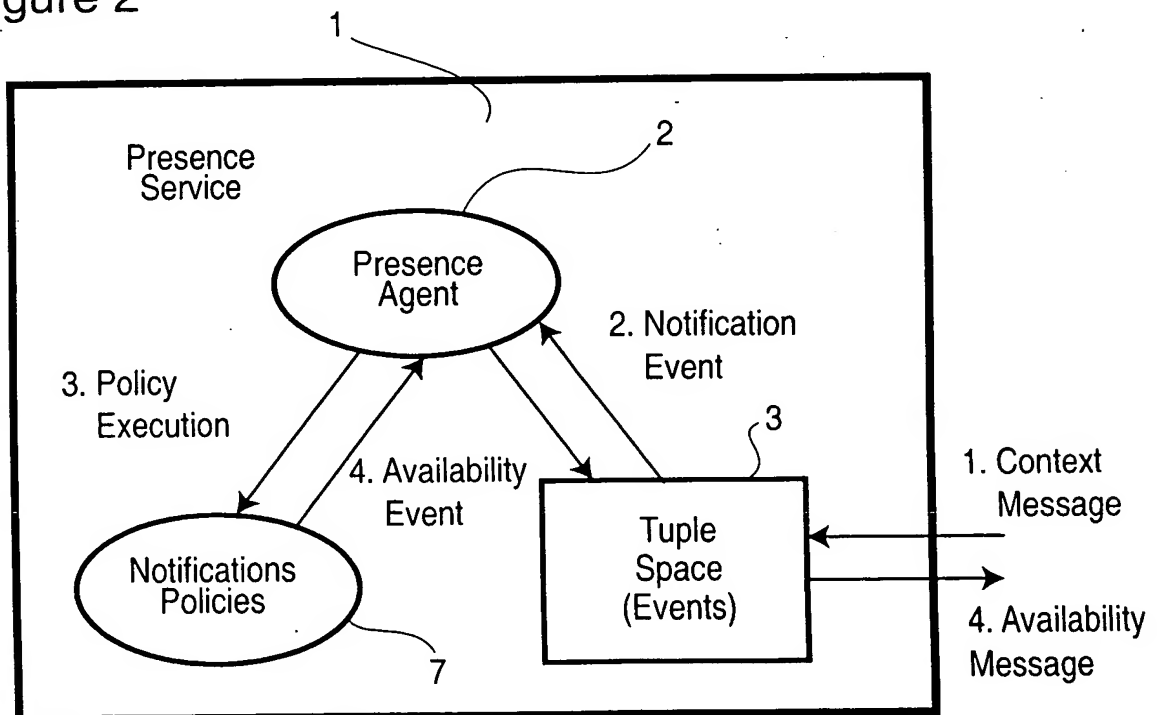 gure 2
1
2
Presence
Service
Presence
Agent
2. Notification
Event
3. Policy
Execution
3
4. Availability
Event
1. Context
Message
Tuple
Space
(Events)
Notifications
Policies
4. Availability
Message
7